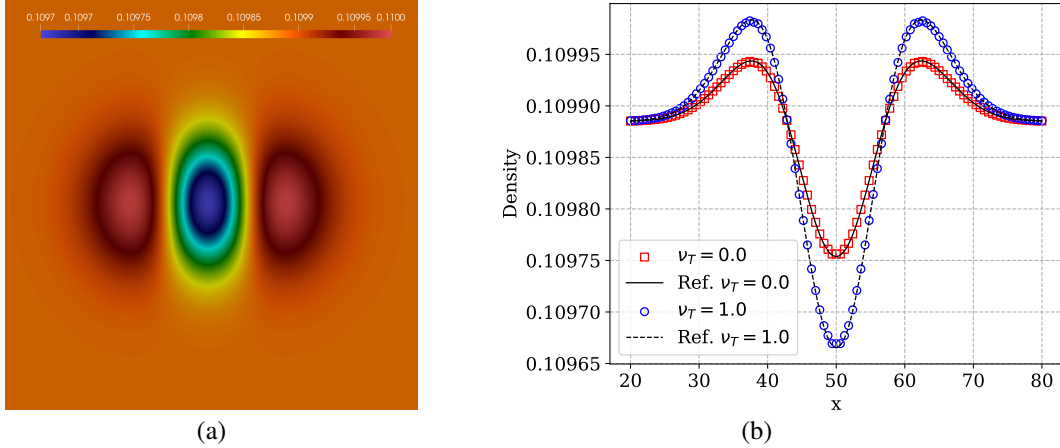 0.1097 0.1097 0.10975 0.1098 0.10985 0.1099 0.10995 0.1100
0.10995
0.10990
0.10985
0.10980
0.10975
0.10970
0.10965
Density
ν_T = 0.0
Ref. ν_T = 0.0
ν_T = 1.0
Ref. ν_T = 1.0
20 30 40 50 60 70 80
x
(a) (b)